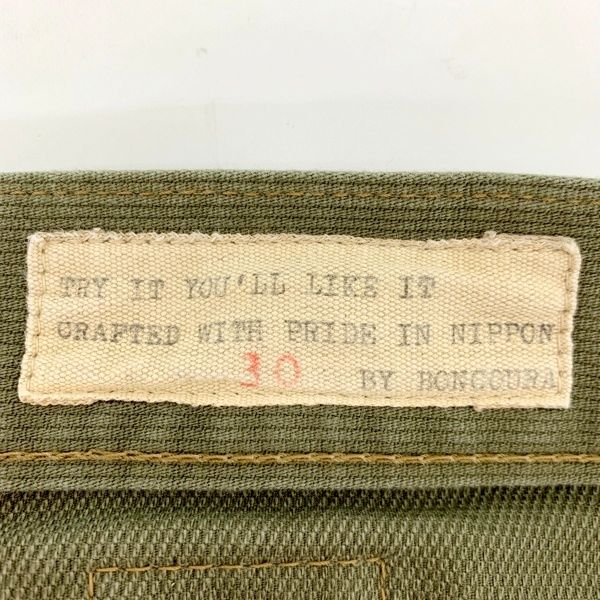 TRY IT YOU'LL LIKE IT
CRAFTED WITH PRIDE IN NIPPON
30 BY BONCOURA